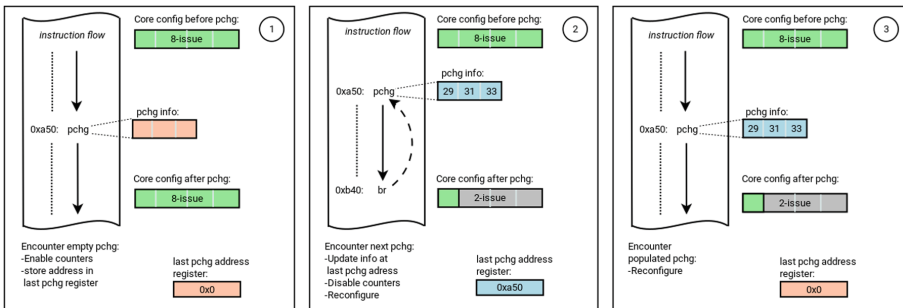 Core config before pchg:
1
instruction flow
8-issue
pchg info:
0xa50: pchg
Core config after pchg:
8-issue
Encounter empty pchg:
-Enable counters
-store address in
last pchg register
last pchg address
register:
0x0
Core config before pchg:
2
instruction flow
8-issue
pchg info:
0xa50: pchg
29 31 33
Core config after pchg:
0xb40: br
2-issue
Encounter next pchg:
-Update info at
last pchg adress
-Disable counters
-Reconfigure
last pchg address
register:
0xa50
Core config before pchg:
3
instruction flow
8-issue
pchg info:
0xa50: pchg
29 31 33
Core config after pchg:
2-issue
Encounter
populated pchg:
-Reconfigure
last pchg address
register:
0x0